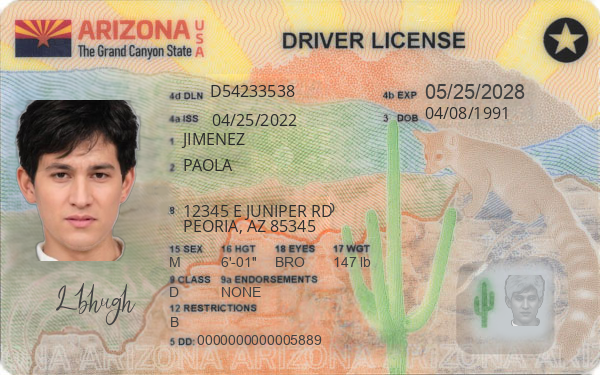 ARIZONA USA
The Grand Canyon State
DRIVER LICENSE
4d DLN D54233538
4b EXP 05/25/2028
4a ISS 04/25/2022
3 DOB 04/08/1991
1 JIMENEZ
2 PAOLA
8 12345 E JUNIPER RD
PEORIA, AZ 85345
15 SEX 16 HGT 18 EYES 17 WGT
M 6'-01" BRO 147 lb
9 CLASS 9a ENDORSEMENTS
D NONE
12 RESTRICTIONS
B
5 DD: 0000000000005889
ARIZONA ARIZONA ARIZONA ARIZONA